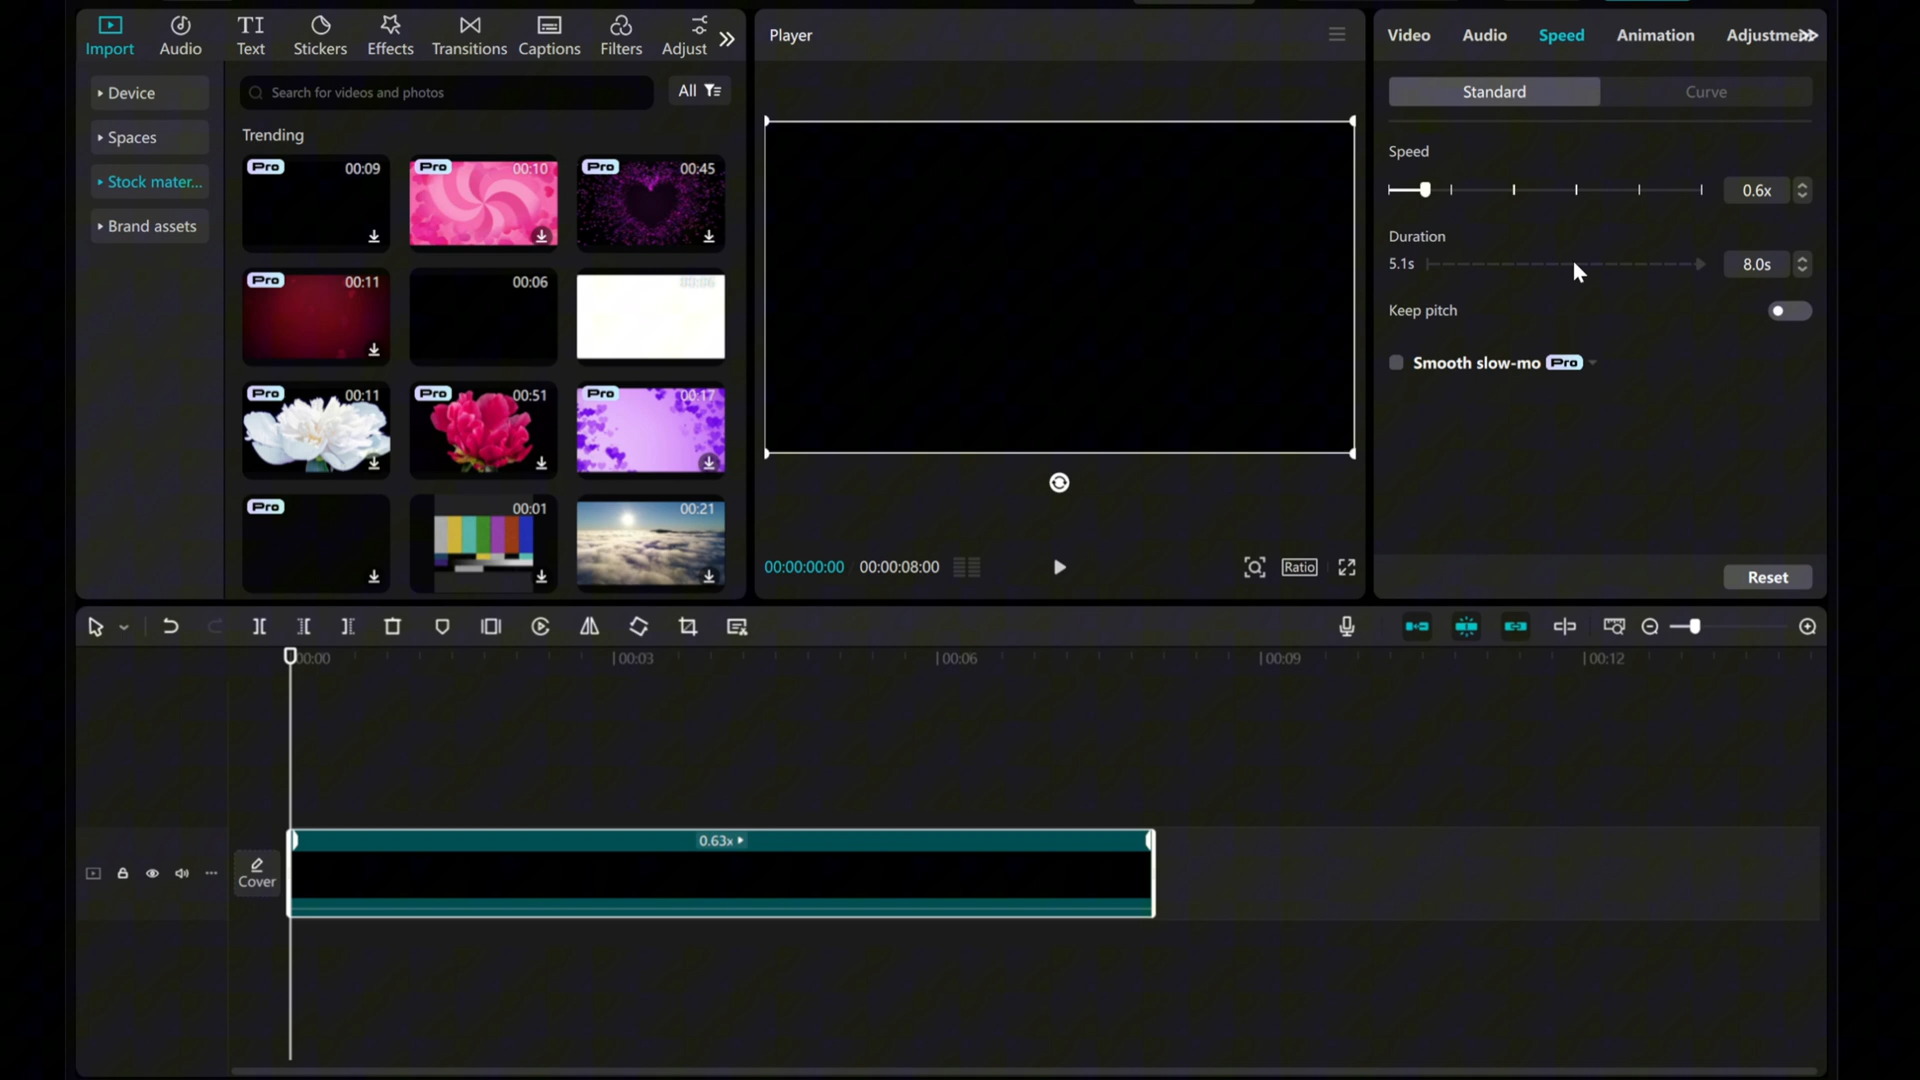 Import
Audio
Text
Stickers
Effects
Transitions
Captions
Filters
Adjust
Player
Video
Audio
Speed
Animation
Device
Spaces
Stock mater...
Brand assets
Search for videos and photos
All
Trending
Pro 00:09
Pro 00:10
Pro 00:45
Pro 00:11
00:06
Pro 00:11
Pro 00:51
Pro 00:17
Pro
00:01
00:21
00:00:00:00
00:00:08:00
Ratio
Standard
Curve
Speed
0.6x
Duration
5.1s
8.0s
Keep pitch
Smooth slow-mo Pro
Reset
00:00
00:03
00:06
00:09
00:12
Cover
0.63x